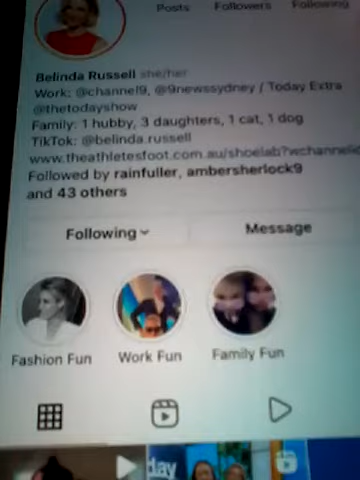 Posts Followers Following
Belinda Russell she/her
Work: @channel9, @9newssydney / Today Extra
@thetodayshow
Family: 1 hubby, 3 daughters, 1 cat, 1 dog
TikTok: @belinda.russell
www.theathletesfoot.com.au/shoelab?wchannelid
Followed by rainfuller, ambersherlock9
and 43 others
Following Message
Fashion Fun Work Fun Family Fun
day